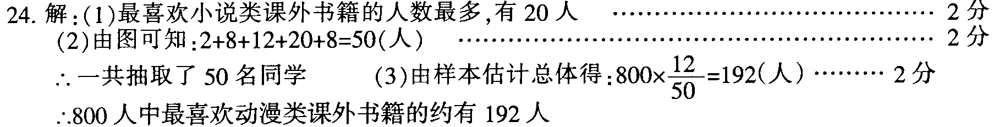 24. 解:(1)最喜欢小说类课外书籍的人数最多,有 20 人 ………………………………… 2 分
(2)由图可知:2+8+12+20+8=50(人) ………………………………………………… 2 分
∴ 一共抽取了 50 名同学 (3)由样本估计总体得:800×12/50=192(人) ……… 2 分
∴800 人中最喜欢动漫类课外书籍的约有 192 人